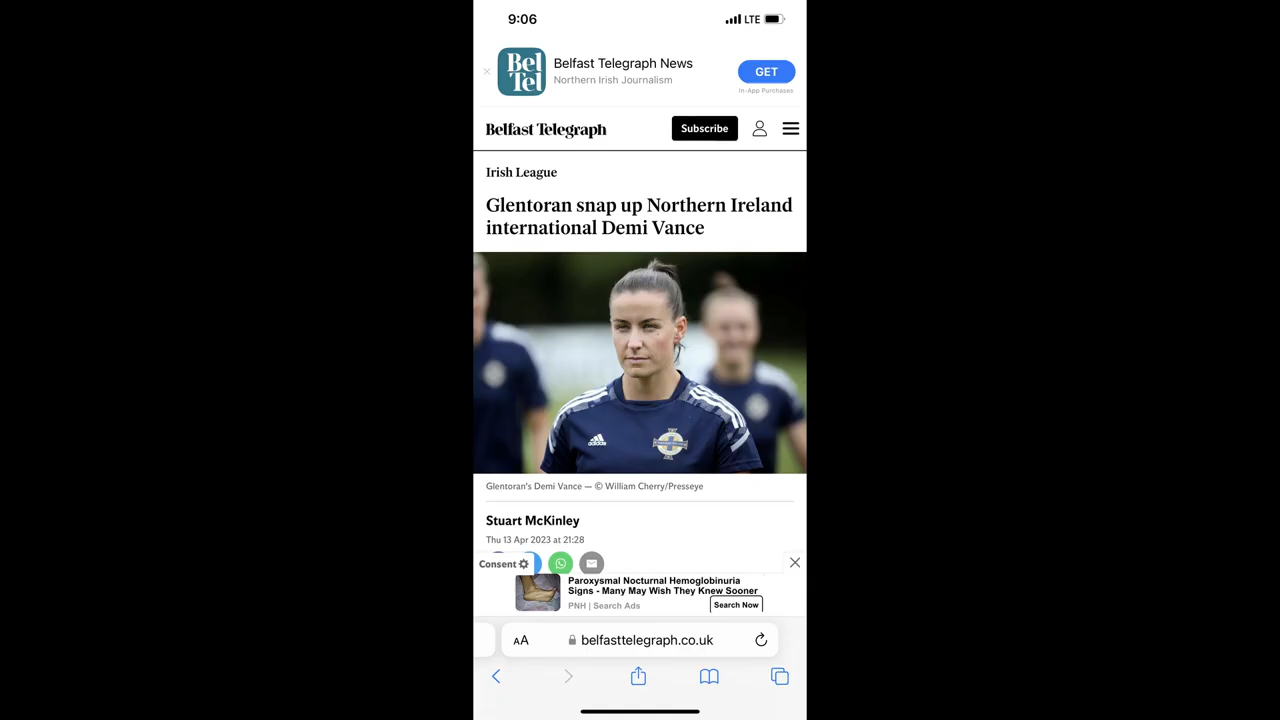 9:06
LTE
Bel
Tel
Belfast Telegraph News
Northern Irish Journalism
GET
In-App Purchases
Belfast Telegraph
Subscribe
Irish League
Glentoran snap up Northern Ireland
international Demi Vance
adidas
Glentoran's Demi Vance — © William Cherry/Presseye
Stuart McKinley
Thu 13 Apr 2023 at 21:28
Consent
Paroxysmal Nocturnal Hemoglobinuria
Signs - Many May Wish They Knew Sooner
PNH | Search Ads
Search Now
AA
belfasttelegraph.co.uk